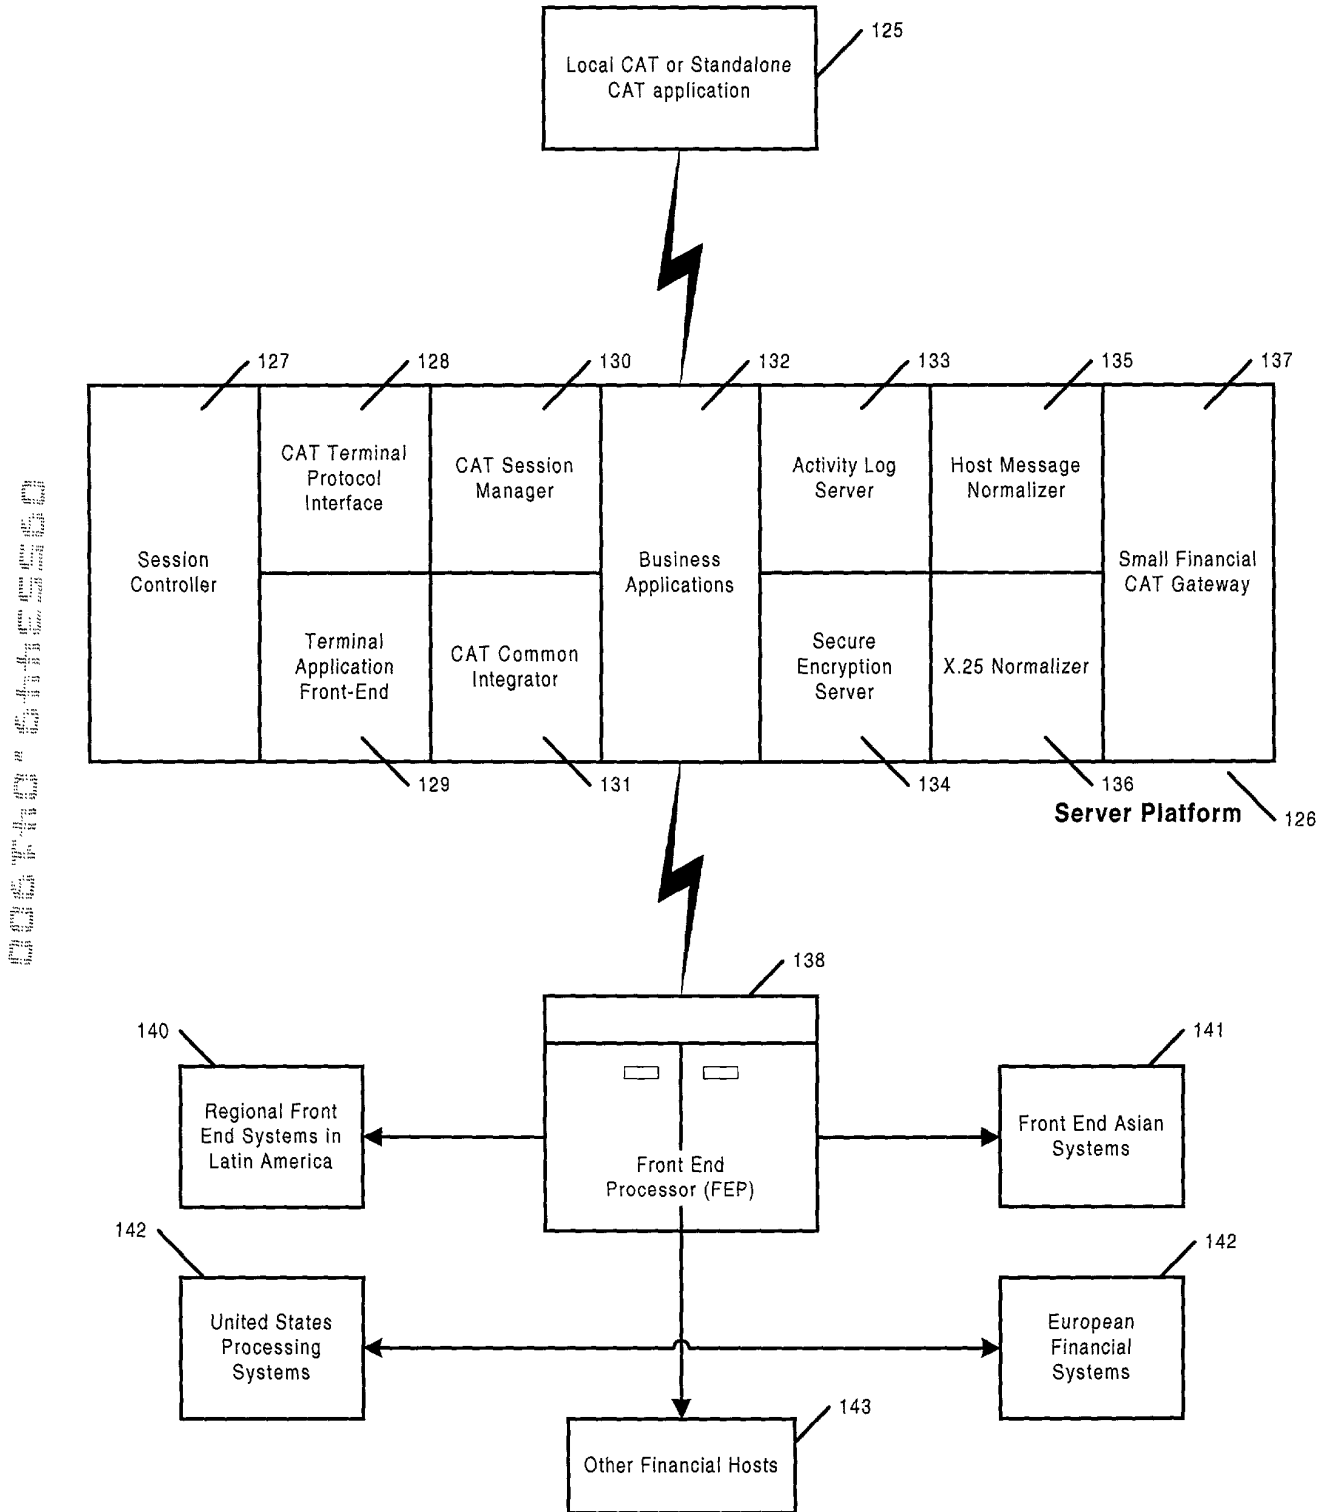 125
Local CAT or Standalone
CAT application
127
128
130
132
133
135
137
CAT Terminal
Protocol
Interface
CAT Session
Manager
Activity Log
Server
Host Message
Normalizer
Session
Controller
Business
Applications
Small Financial
CAT Gateway
Terminal
Application
Front-End
CAT Common
Integrator
Secure
Encryption
Server
X.25 Normalizer
129
131
134
136
Server Platform
126
138
140
141
Regional Front
End Systems in
Latin America
Front End
Processor (FEP)
Front End Asian
Systems
142
142
United States
Processing
Systems
European
Financial
Systems
143
Other Financial Hosts